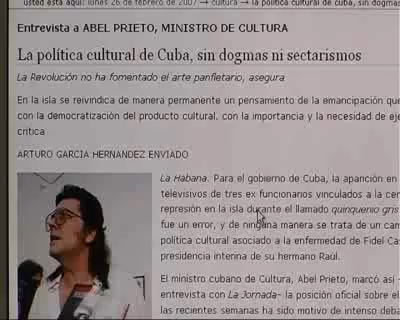 usted está aquí: lunes 26 de febrero de 2007 → cultura → la política cultural de Cuba, sin dogmas
Entrevista a ABEL PRIETO, MINISTRO DE CULTURA
La política cultural de Cuba, sin dogmas ni sectarismos
La Revolución no ha fomentado el arte panfletario, asegura
En la isla se reivindica de manera permanente un pensamiento de la emancipación que
con la democratización del producto cultural, con la importancia y la necesidad de eje
crítica
ARTURO GARCIA HERNANDEZ ENVIADO
La Habana. Para el gobierno de Cuba, la aparición en
televisivos de tres ex funcionarios vinculados a la cen
represión en la isla durante el llamado quinquenio gris
fue un error, y de ninguna manera se trata de un cam
política cultural asociado a la enfermedad de Fidel Cas
presidencia interina de su hermano Raúl.
El ministro cubano de Cultura, Abel Prieto, marcó así -
entrevista con La Jornada- la posición oficial sobre el
las recientes semanas ha sido motivo de intenso deba